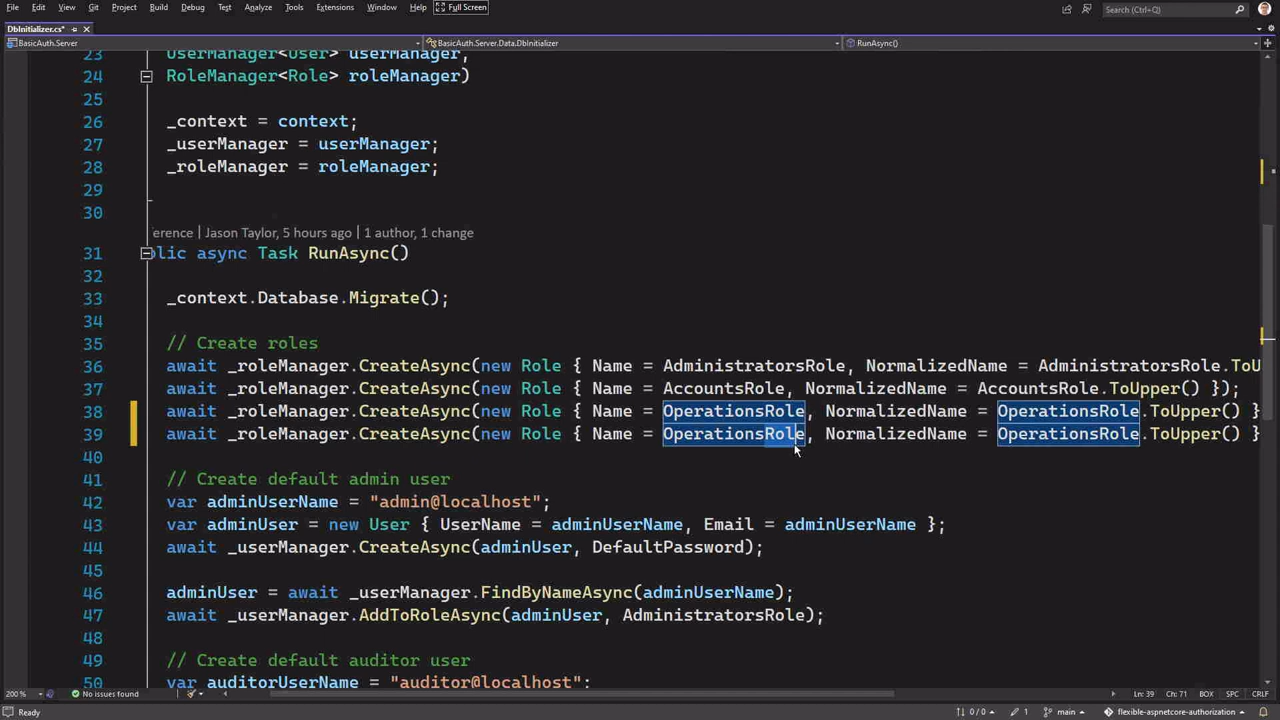 File Edit View Git Project Build Debug Test Analyze Tools Extensions Window Help Full Screen Search (Ctrl+Q)
DbInitializer.cs*
BasicAuth.Server BasicAuth.Server.Data.DbInitializer RunAsync()
23 UserManager<User> userManager,
24 RoleManager<Role> roleManager)
25
26 _context = context;
27 _userManager = userManager;
28 _roleManager = roleManager;
29
30
erence | Jason Taylor, 5 hours ago | 1 author, 1 change
31 olic async Task RunAsync()
32
33 _context.Database.Migrate();
34
35 // Create roles
36 await _roleManager.CreateAsync(new Role { Name = AdministratorsRole, NormalizedName = AdministratorsRole.ToU
37 await _roleManager.CreateAsync(new Role { Name = AccountsRole, NormalizedName = AccountsRole.ToUpper() });
38 await _roleManager.CreateAsync(new Role { Name = OperationsRole, NormalizedName = OperationsRole.ToUpper() }
39 await _roleManager.CreateAsync(new Role { Name = OperationsRole, NormalizedName = OperationsRole.ToUpper() }
40
41 // Create default admin user
42 var adminUserName = "admin@localhost";
43 var adminUser = new User { UserName = adminUserName, Email = adminUserName };
44 await _userManager.CreateAsync(adminUser, DefaultPassword);
45
46 adminUser = await _userManager.FindByNameAsync(adminUserName);
47 await _userManager.AddToRoleAsync(adminUser, AdministratorsRole);
48
49 // Create default auditor user
50 var auditorUserName = "auditor@localhost";
200 % No issues found Ln: 39 Ch: 71 BOX SPC CRLF
Ready 0 / 0 1 main flexible-aspnetcore-authorization